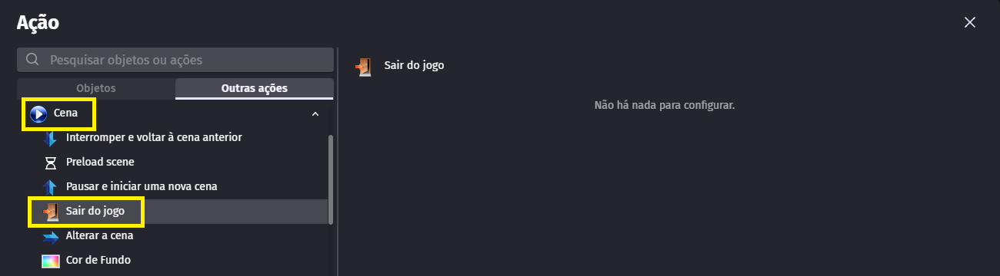 Ação
Pesquisar objetos ou ações
Objetos
Outras ações
Cena
Interromper e voltar à cena anterior
Preload scene
Pausar e iniciar uma nova cena
Sair do jogo
Alterar a cena
Cor de Fundo
Sair do jogo
Não há nada para configurar.